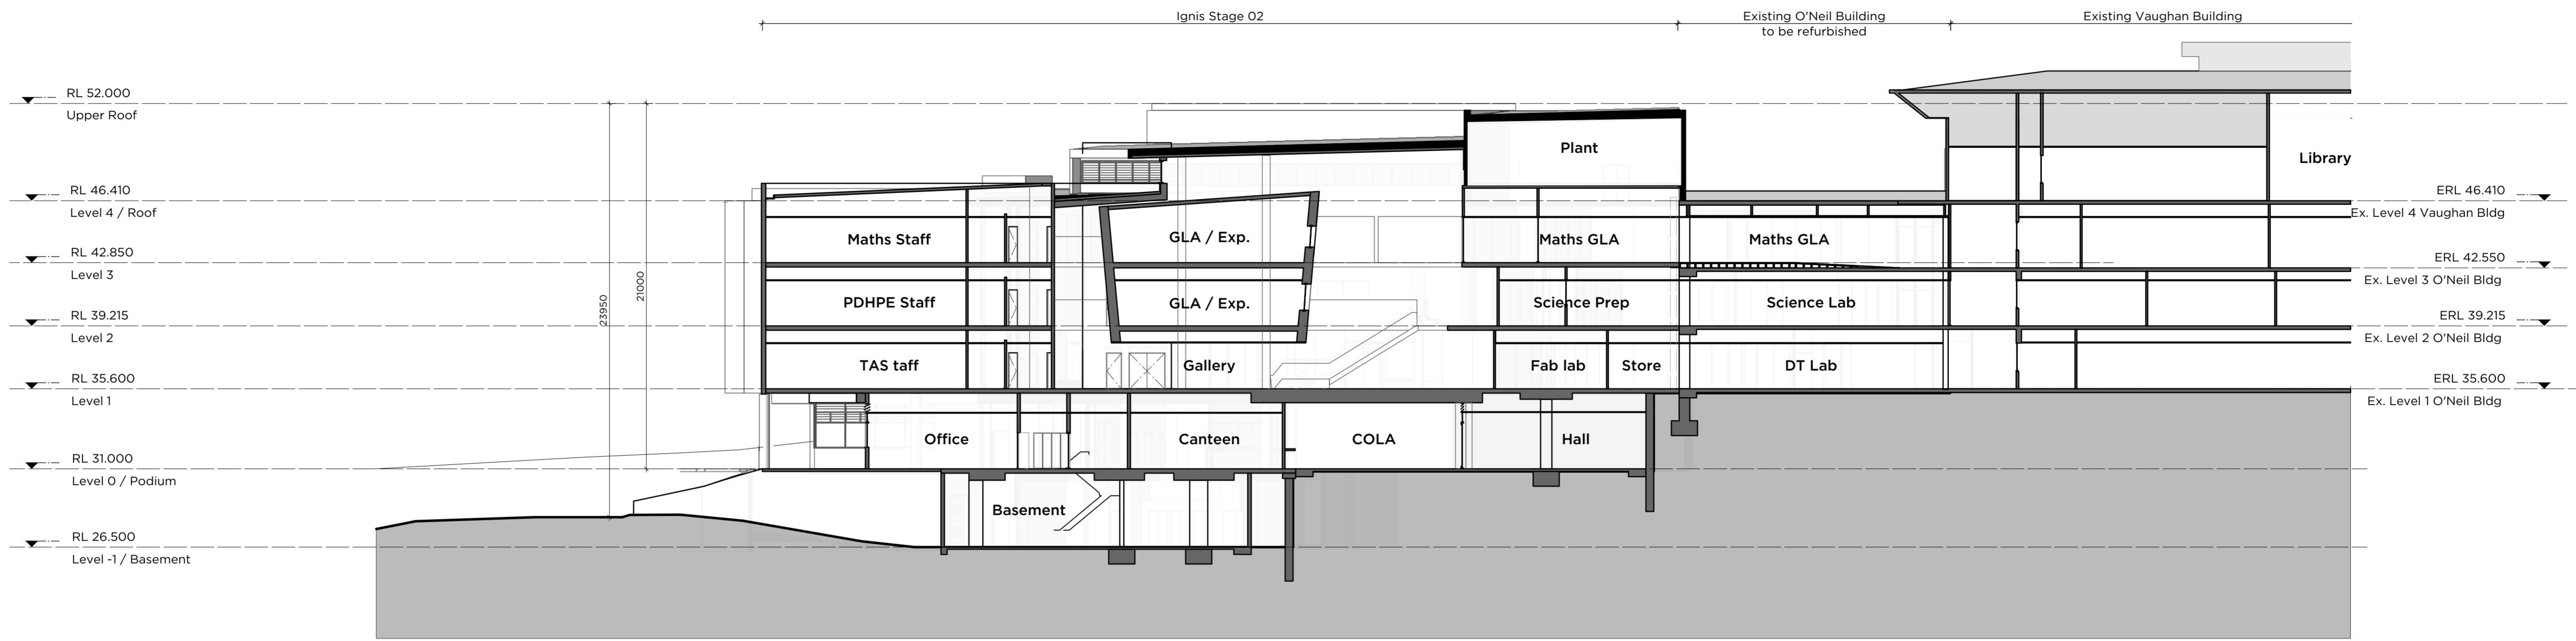 Ignis Stage 02
Existing O'Neil Building
to be refurbished
Existing Vaughan Building
RL 52.000
Upper Roof
Plant
Library
RL 46.410
Level 4 / Roof
ERL 46.410
Ex. Level 4 Vaughan Bldg
Maths Staff
GLA / Exp.
Maths GLA
Maths GLA
RL 42.850
Level 3
ERL 42.550
Ex. Level 3 O'Neil Bldg
23950
21000
PDHPE Staff
GLA / Exp.
Science Prep
Science Lab
RL 39.215
Level 2
ERL 39.215
Ex. Level 2 O'Neil Bldg
TAS taff
Gallery
Fab lab
Store
DT Lab
RL 35.600
Level 1
ERL 35.600
Ex. Level 1 O'Neil Bldg
Office
Canteen
COLA
Hall
RL 31.000
Level 0 / Podium
Basement
RL 26.500
Level -1 / Basement